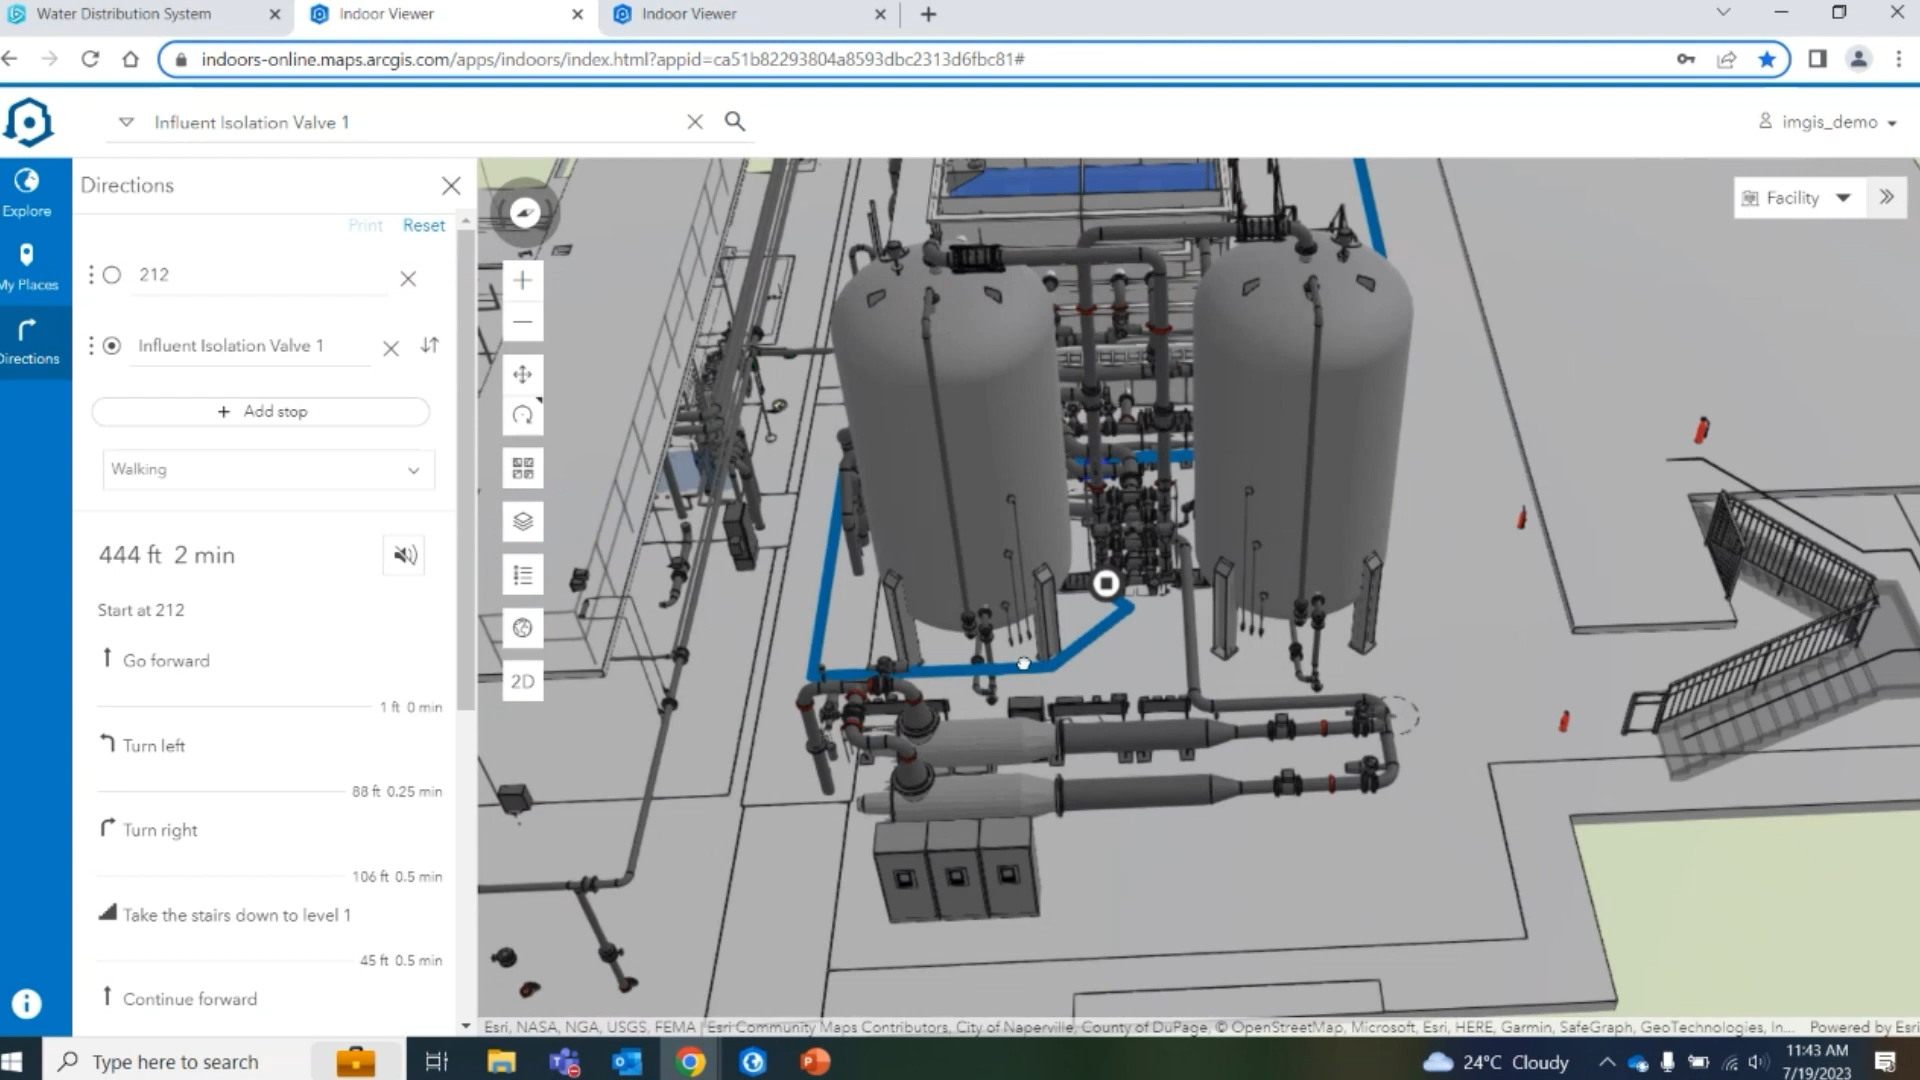 Water Distribution System
Indoor Viewer
Indoor Viewer
indoors-online.maps.arcgis.com/apps/indoors/index.html?appid=ca51b82293804a8593dbc2313d6fbc81#
Influent Isolation Valve 1
imgis_demo
Explore
My Places
Directions
Directions
Print Reset
212
Influent Isolation Valve 1
+ Add stop
Walking
444 ft 2 min
Start at 212
Go forward
1 ft 0 min
Turn left
88 ft 0.25 min
Turn right
106 ft 0.5 min
Take the stairs down to level 1
45 ft 0.5 min
Continue forward
2D
Facility
Esri, NASA, NGA, USGS, FEMA | Esri Community Maps Contributors, City of Naperville, County of DuPage, © OpenStreetMap, Microsoft, Esri, HERE, Garmin, SafeGraph, GeoTechnologies, In... Powered by Esri
Type here to search
24°C Cloudy
11:43 AM
7/19/2023